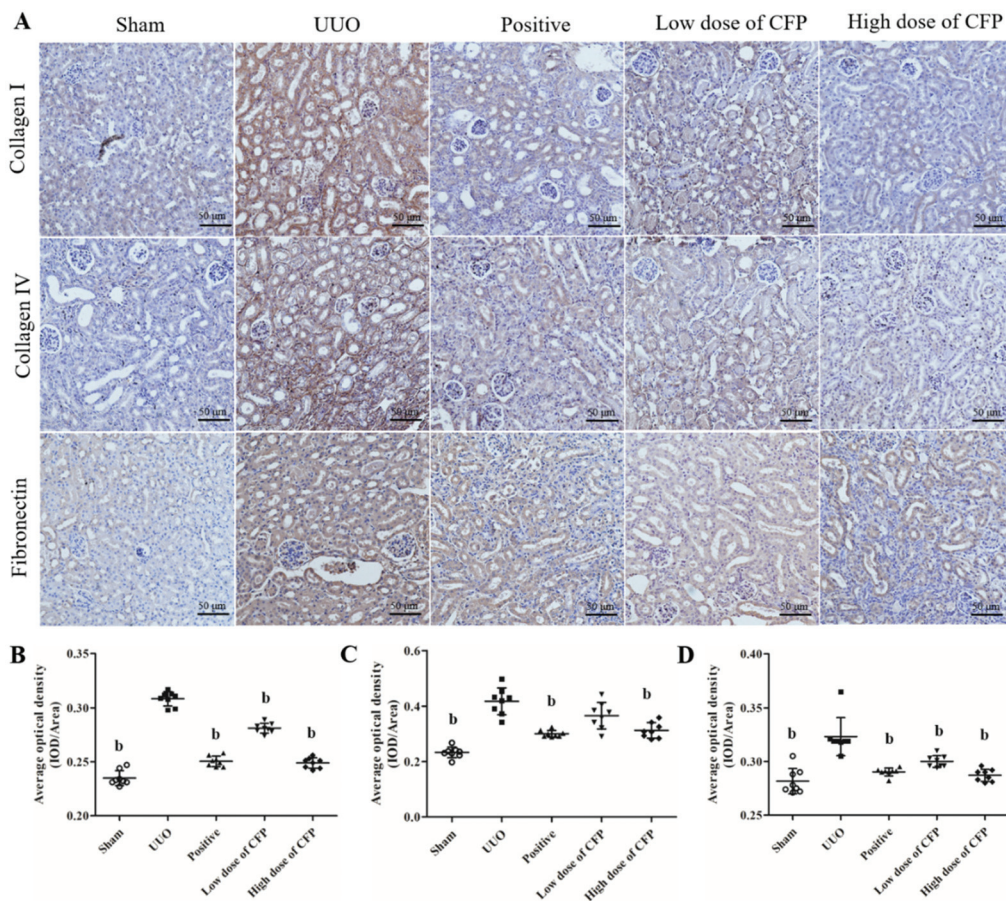 A
Sham UUO Positive Low dose of CFP High dose of CFP
Collagen I
50 μm 50 μm 50 μm 50 μm 50 μm
Collagen IV
50 μm 50 μm 50 μm 50 μm 50 μm
Fibronectin
50 μm 50 μm 50 μm 50 μm 50 μm
B
Average optical density
(IOD/Area)
0.35
0.30
0.25
0.20
b b b b
Sham UUO Positive Low dose of CFP High dose of CFP
C
Average optical density
(IOD/Area)
0.6
0.4
0.2
0.0
b b b
Sham UUO Positive Low dose of CFP High dose of CFP
D
Average optical density
(IOD/Area)
0.40
0.35
0.30
0.25
b b b b
Sham UUO Positive Low dose of CFP High dose of CFP